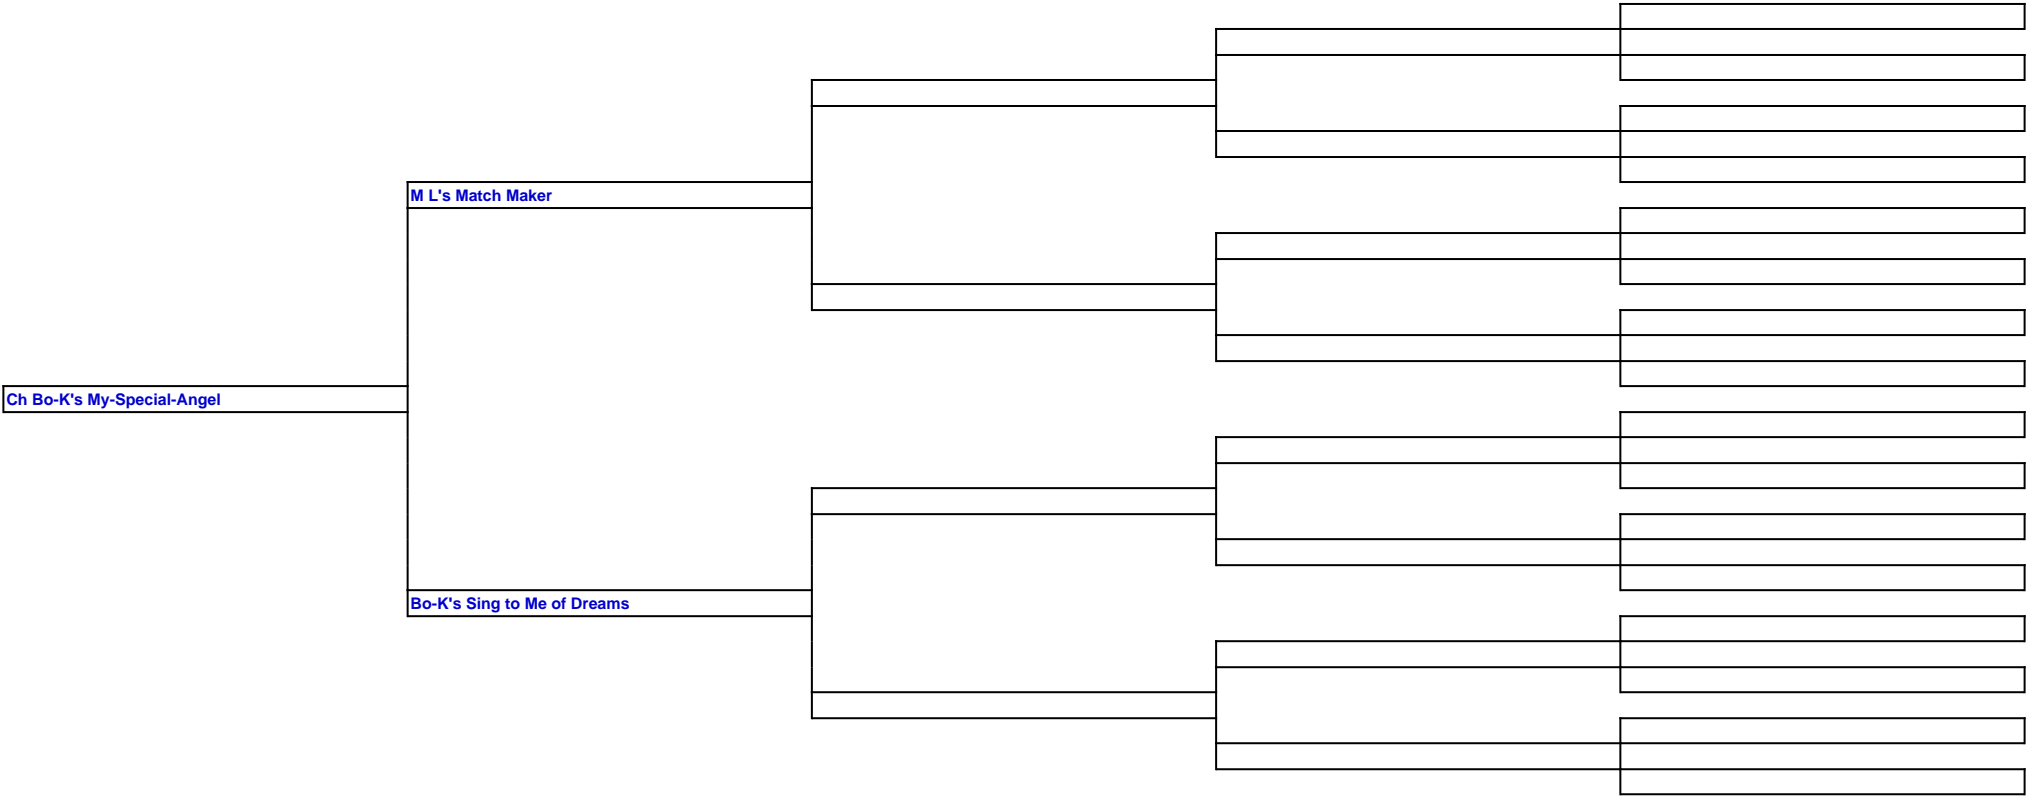 M L's Match Maker
Ch Bo-K's My-Special-Angel
Bo-K's Sing to Me of Dreams